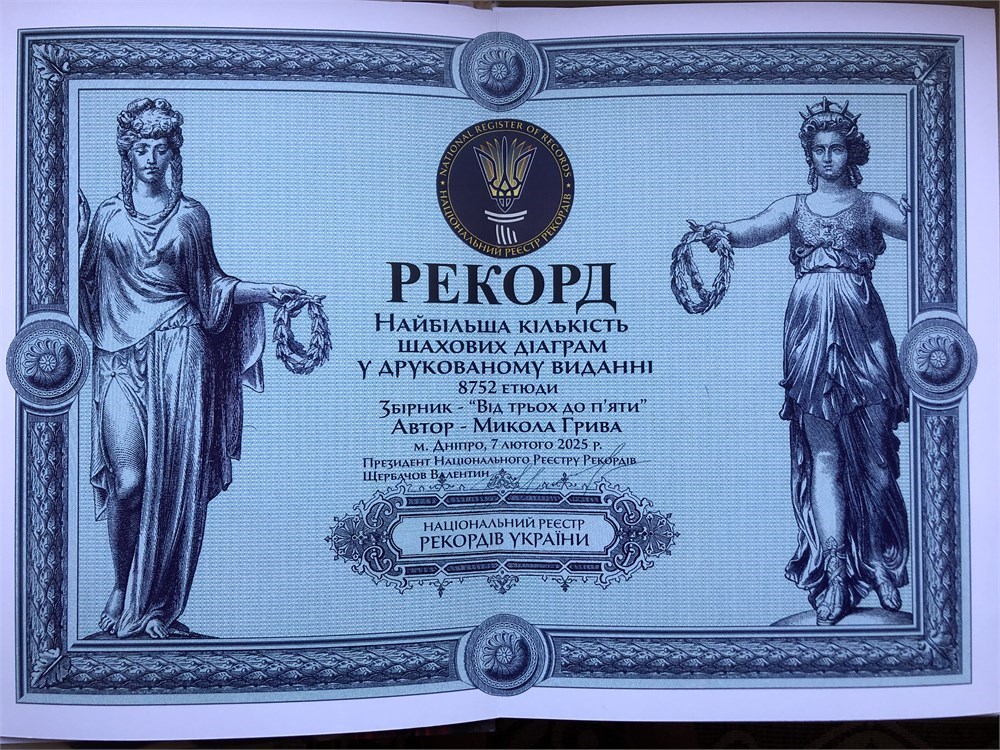 NATIONAL REGISTER OF RECORDS
НАЦІОНАЛЬНИЙ РЕЄСТР РЕКОРДІВ
РЕКОРД
НАЙБІЛЬША КІЛЬКІСТЬ
ШАХОВИХ ДІАГРАМ
У ДРУКОВАНОМУ ВИДАННІ
8752 ЕТЮДИ
ЗБІРНИК - “ВІД ТРЬОХ ДО П'ЯТИ”
АВТОР - МИКОЛА ГРИВА
М. ДНІПРО, 7 ЛЮТОГО 2025 Р.
ПРЕЗИДЕНТ НАЦІОНАЛЬНОГО РЕЄСТРУ РЕКОРДІВ
ЩЕРБАЧОВ ВАЛЕНТИН
НАЦІОНАЛЬНИЙ РЕЄСТР
РЕКОРДІВ УКРАЇНИ